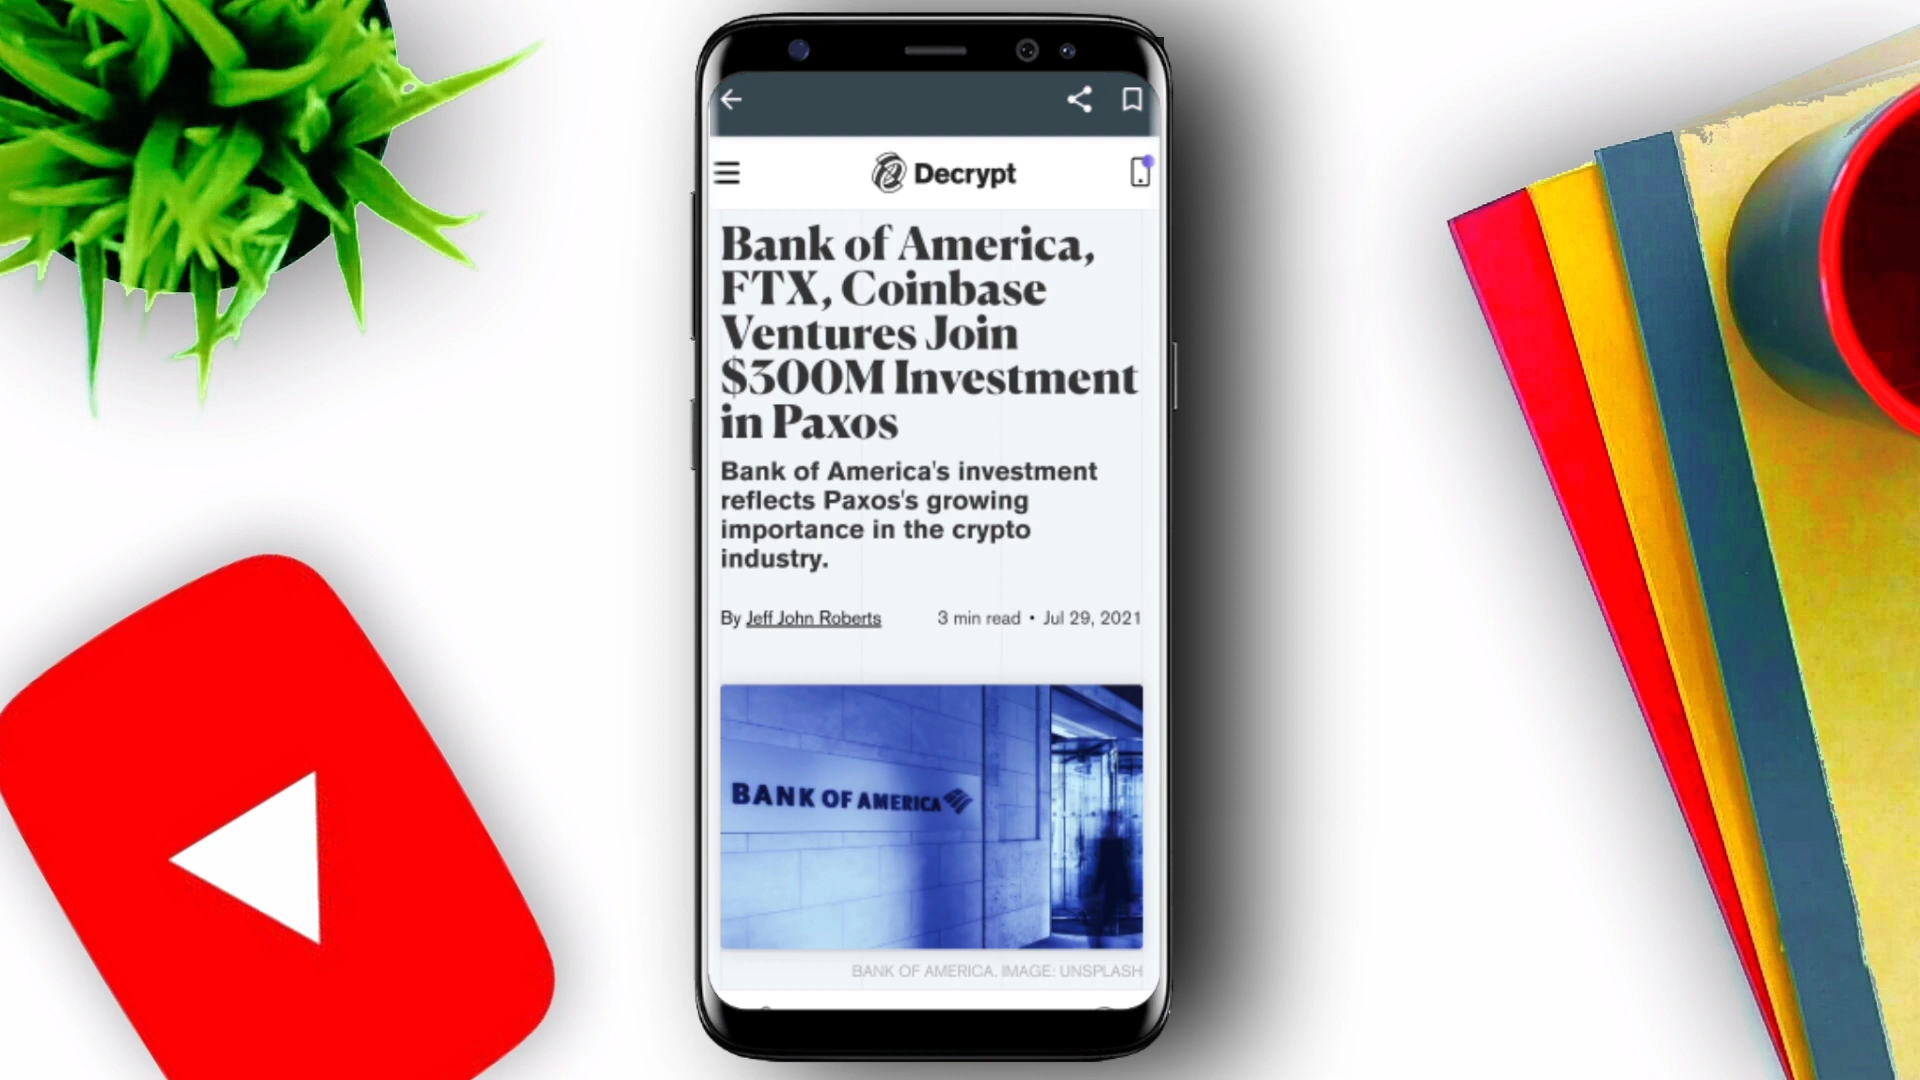 Decrypt
Bank of America,
FTX, Coinbase
Ventures Join
$300M Investment
in Paxos
Bank of America's investment
reflects Paxos's growing
importance in the crypto
industry.
By Jeff John Roberts 3 min read • Jul 29, 2021
BANK OF AMERICA
BANK OF AMERICA. IMAGE: UNSPLASH